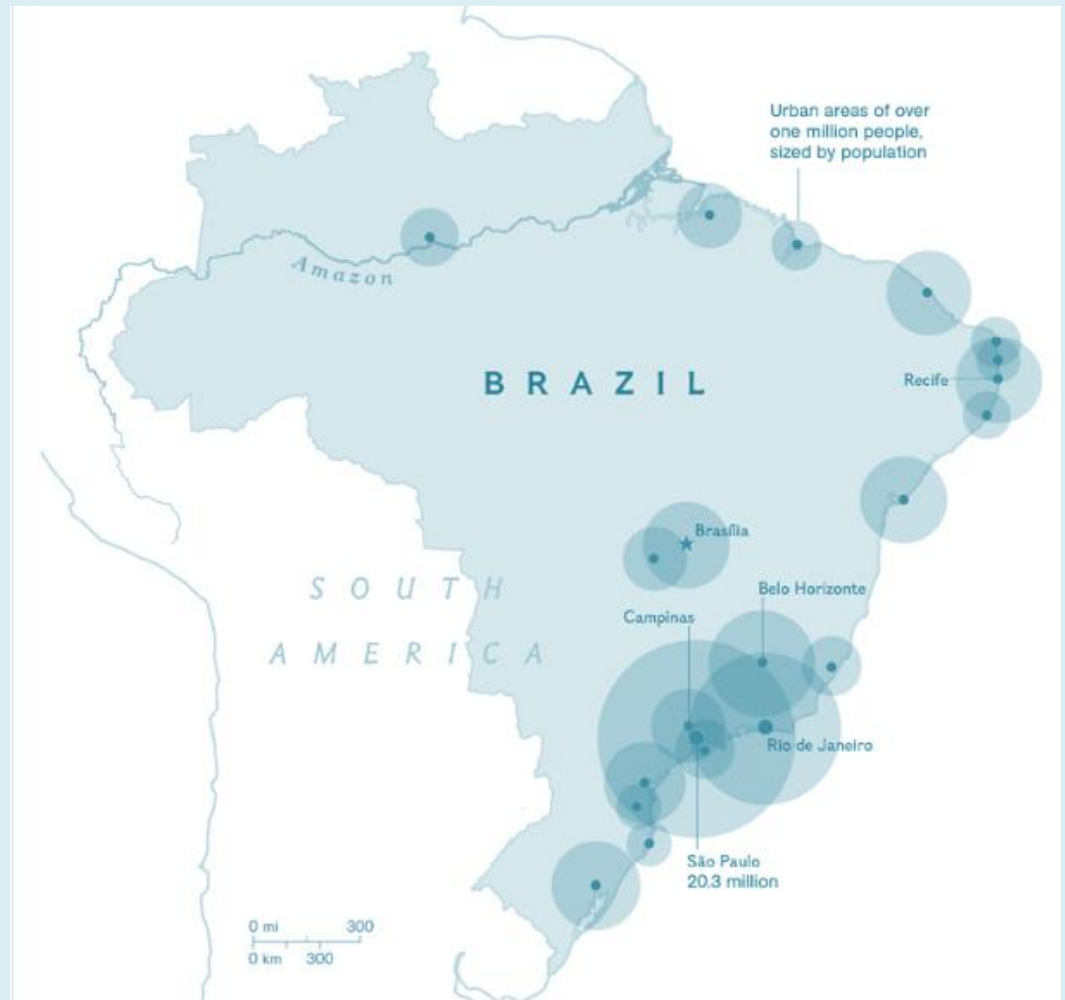 Urban areas of over
one million people,
sized by population
Amazon
BRAZIL
Recife
Brasília
SOUTH
AMERICA
Belo Horizonte
Campinas
Rio de Janeiro
São Paulo
20.3 million
0 mi 300
0 km 300